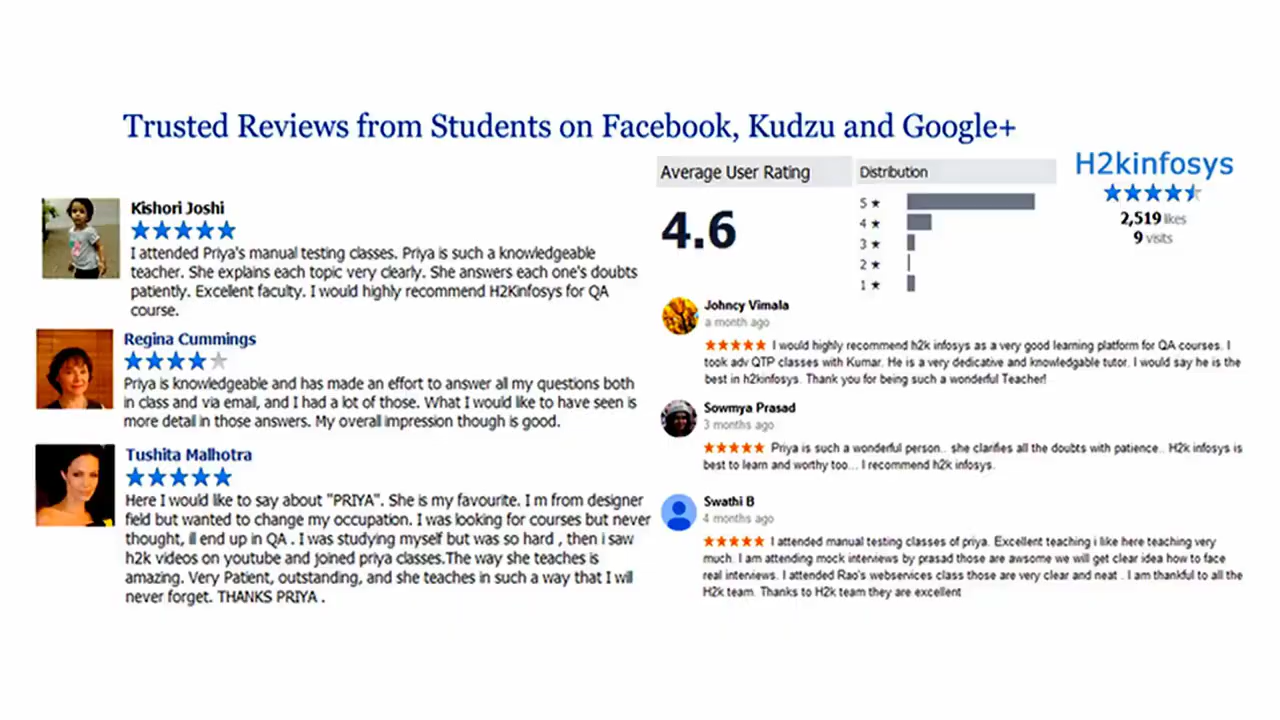 Trusted Reviews from Students on Facebook, Kudzu and Google+
Kishori Joshi
I attended Priya's manual testing classes. Priya is such a knowledgeable
teacher. She explains each topic very clearly. She answers each one's doubts
patiently. Excellent faculty. I would highly recommend H2Kinfosys for QA
course.
Regina Cummings
Priya is knowledgeable and has made an effort to answer all my questions both
in class and via email, and I had a lot of those. What I would like to have seen is
more detail in those answers. My overall impression though is good.
Tushita Malhotra
Here I would like to say about "PRIYA". She is my favourite. I m from designer
field but wanted to change my occupation. I was looking for courses but never
thought, ill end up in QA . I was studying myself but was so hard , then i saw
h2k videos on youtube and joined priya classes.The way she teaches is
amazing. Very Patient, outstanding, and she teaches in such a way that I will
never forget. THANKS PRIYA .
Average User Rating
4.6
Distribution
5 ★
4 ★
3 ★
2 ★
1 ★
H2kinfosys
2,519 likes
9 visits
Johncy Vimala
a month ago
I would highly recommend h2k infosys as a very good learning platform for QA courses. I
took adv QTP classes with Kumar. He is a very dedicative and knowledgable tutor. I would say he is the
best in h2kinfosys. Thank you for being such a wonderful Teacher!
Sowmya Prasad
3 months ago
Priya is such a wonderful person.. she clarifies all the doubts with patience.. H2k infosys is
best to learn and worthy too... I recommend h2k infosys.
Swathi B
4 months ago
I attended manual testing classes of priya. Excellent teaching i like here teaching very
much. I am attending mock interviews by prasad those are awsome we will get clear idea how to face
real interviews. I attended Rao's webservices class those are very clear and neat . I am thankful to all the
H2k team. Thanks to H2k team they are excellent